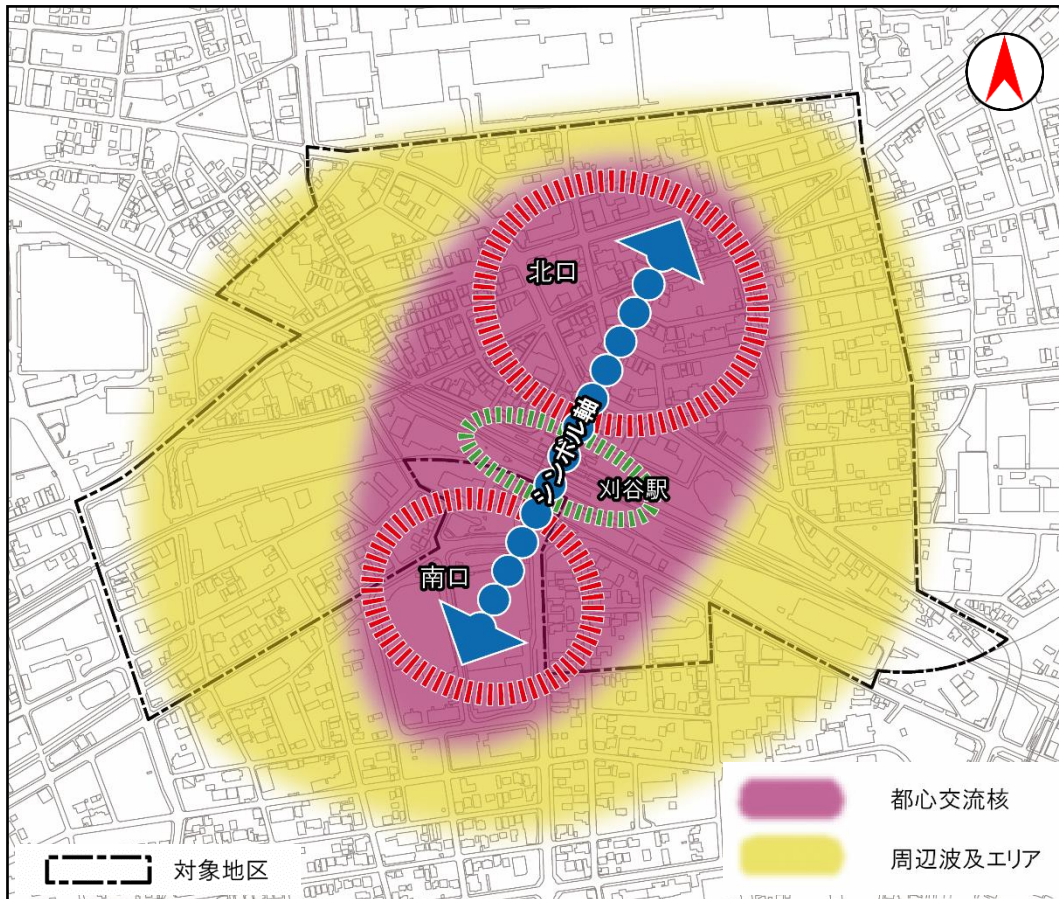 北口
シンボル軸
刈谷駅
南口
都心交流核
周辺波及エリア
対象地区